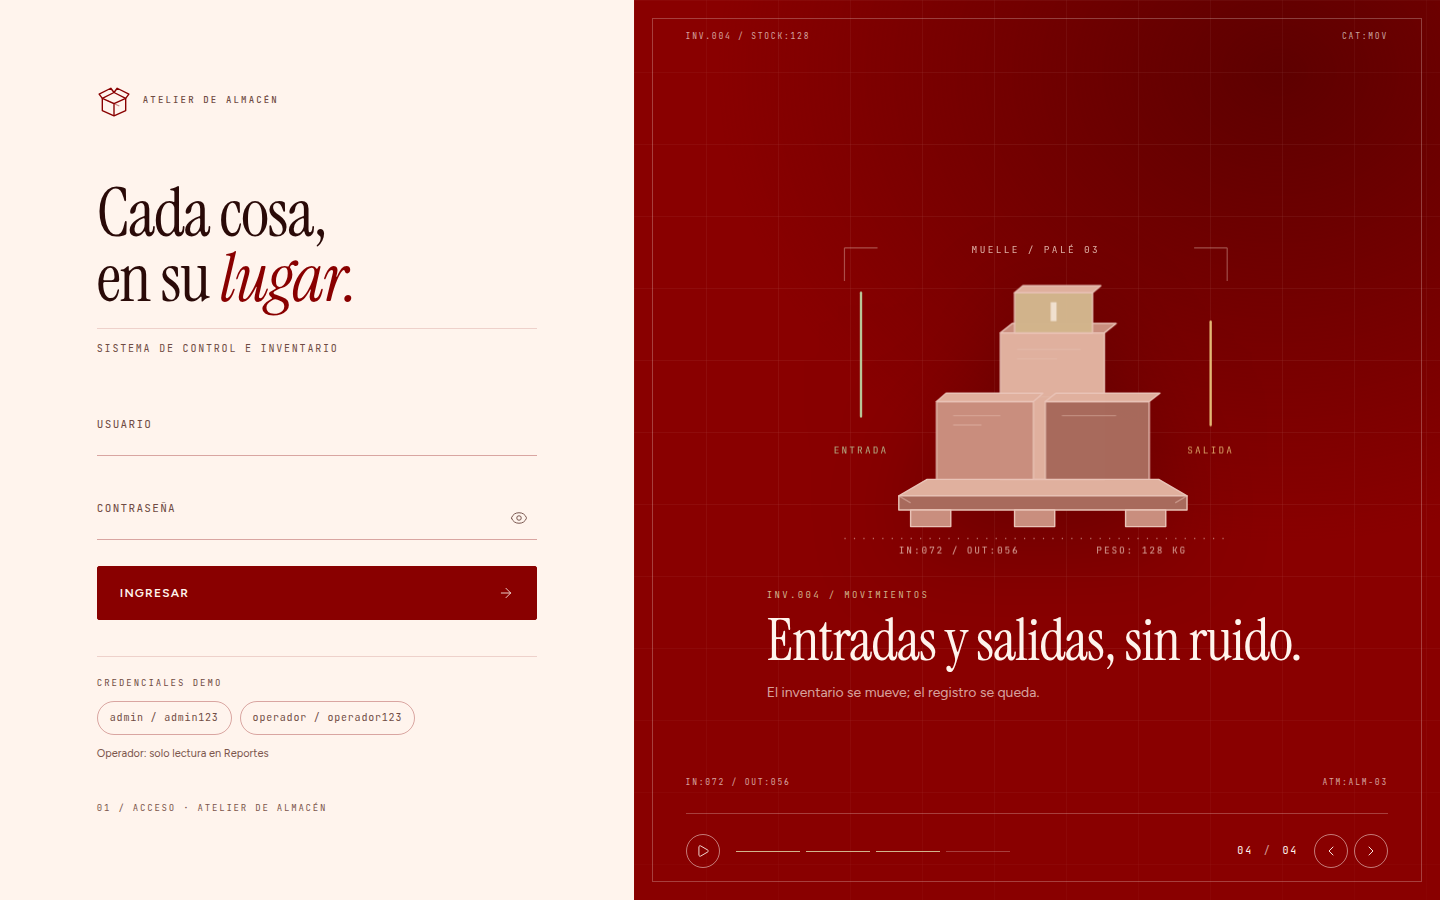 ATELIER DE ALMACÉN
Cada cosa,
en su lugar.
SISTEMA DE CONTROL E INVENTARIO
USUARIO
CONTRASEÑA
INGRESAR
CREDENCIALES DEMO
admin / admin123
operador / operador123
Operador: solo lectura en Reportes
01 / ACCESO · ATELIER DE ALMACÉN
INV.004 / STOCK:128
CAT:MOV
MUELLE / PALÉ 03
ENTRADA
SALIDA
IN:072 / OUT:056
PESO: 128 KG
INV.004 / MOVIMIENTOS
Entradas y salidas, sin ruido.
El inventario se mueve; el registro se queda.
IN:072 / OUT:056
ATM:ALM-03
04 / 04